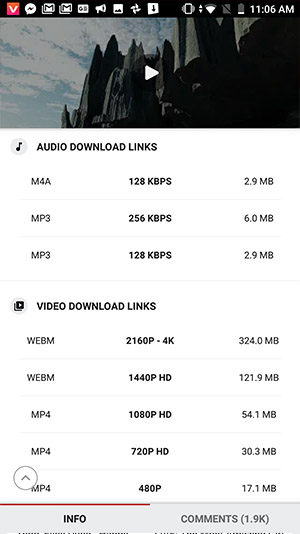 11:06 AM
AUDIO DOWNLOAD LINKS
M4A 128 KBPS 2.9 MB
MP3 256 KBPS 6.0 MB
MP3 128 KBPS 2.9 MB
VIDEO DOWNLOAD LINKS
WEBM 2160P - 4K 324.0 MB
WEBM 1440P HD 121.9 MB
MP4 1080P HD 54.1 MB
MP4 720P HD 30.3 MB
MP4 480P 17.1 MB
INFO COMMENTS (1.9K)